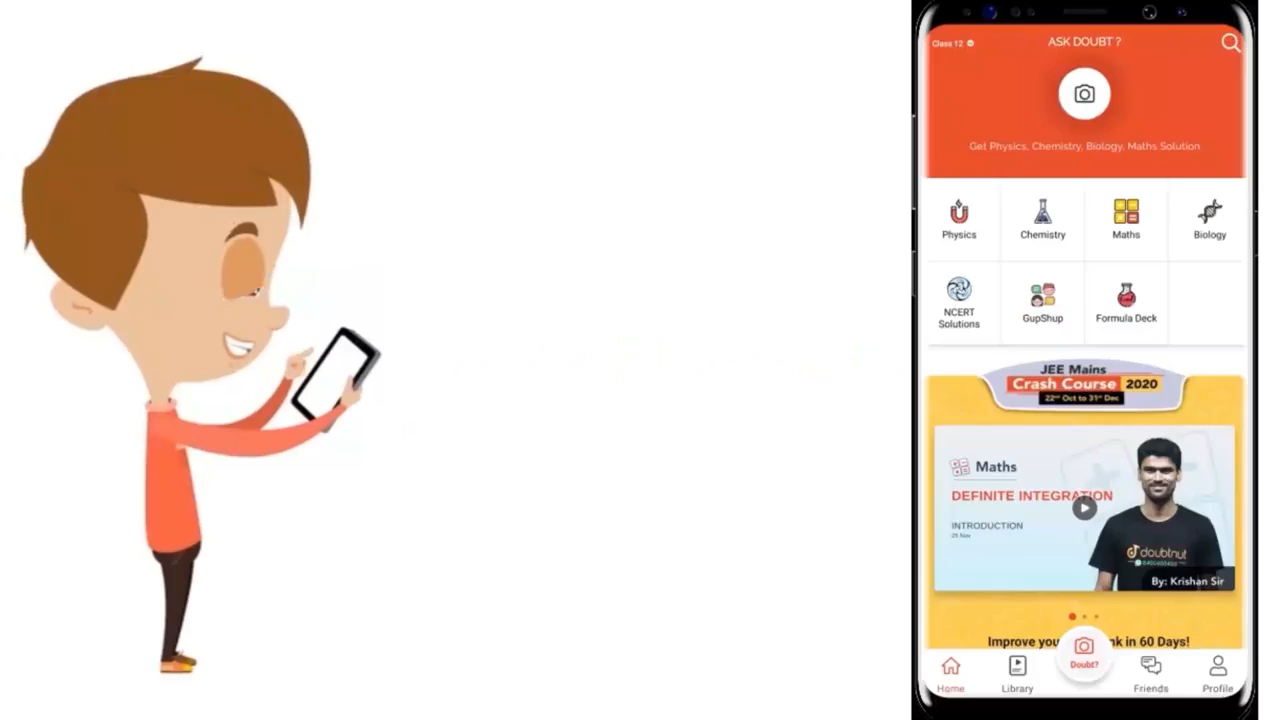 Class 12
ASK DOUBT ?
Get Physics, Chemistry, Biology, Maths Solution
Physics
Chemistry
Maths
Biology
NCERT
Solutions
GupShup
Formula Deck
JEE Mains
Crash Course 2020
22nd Oct to 31st Dec
Maths
DEFINITE INTEGRATION
INTRODUCTION
doubtnut
By: Krishan Sir
in 60 Days!
Doubt?
Home
Library
Friends
Profile